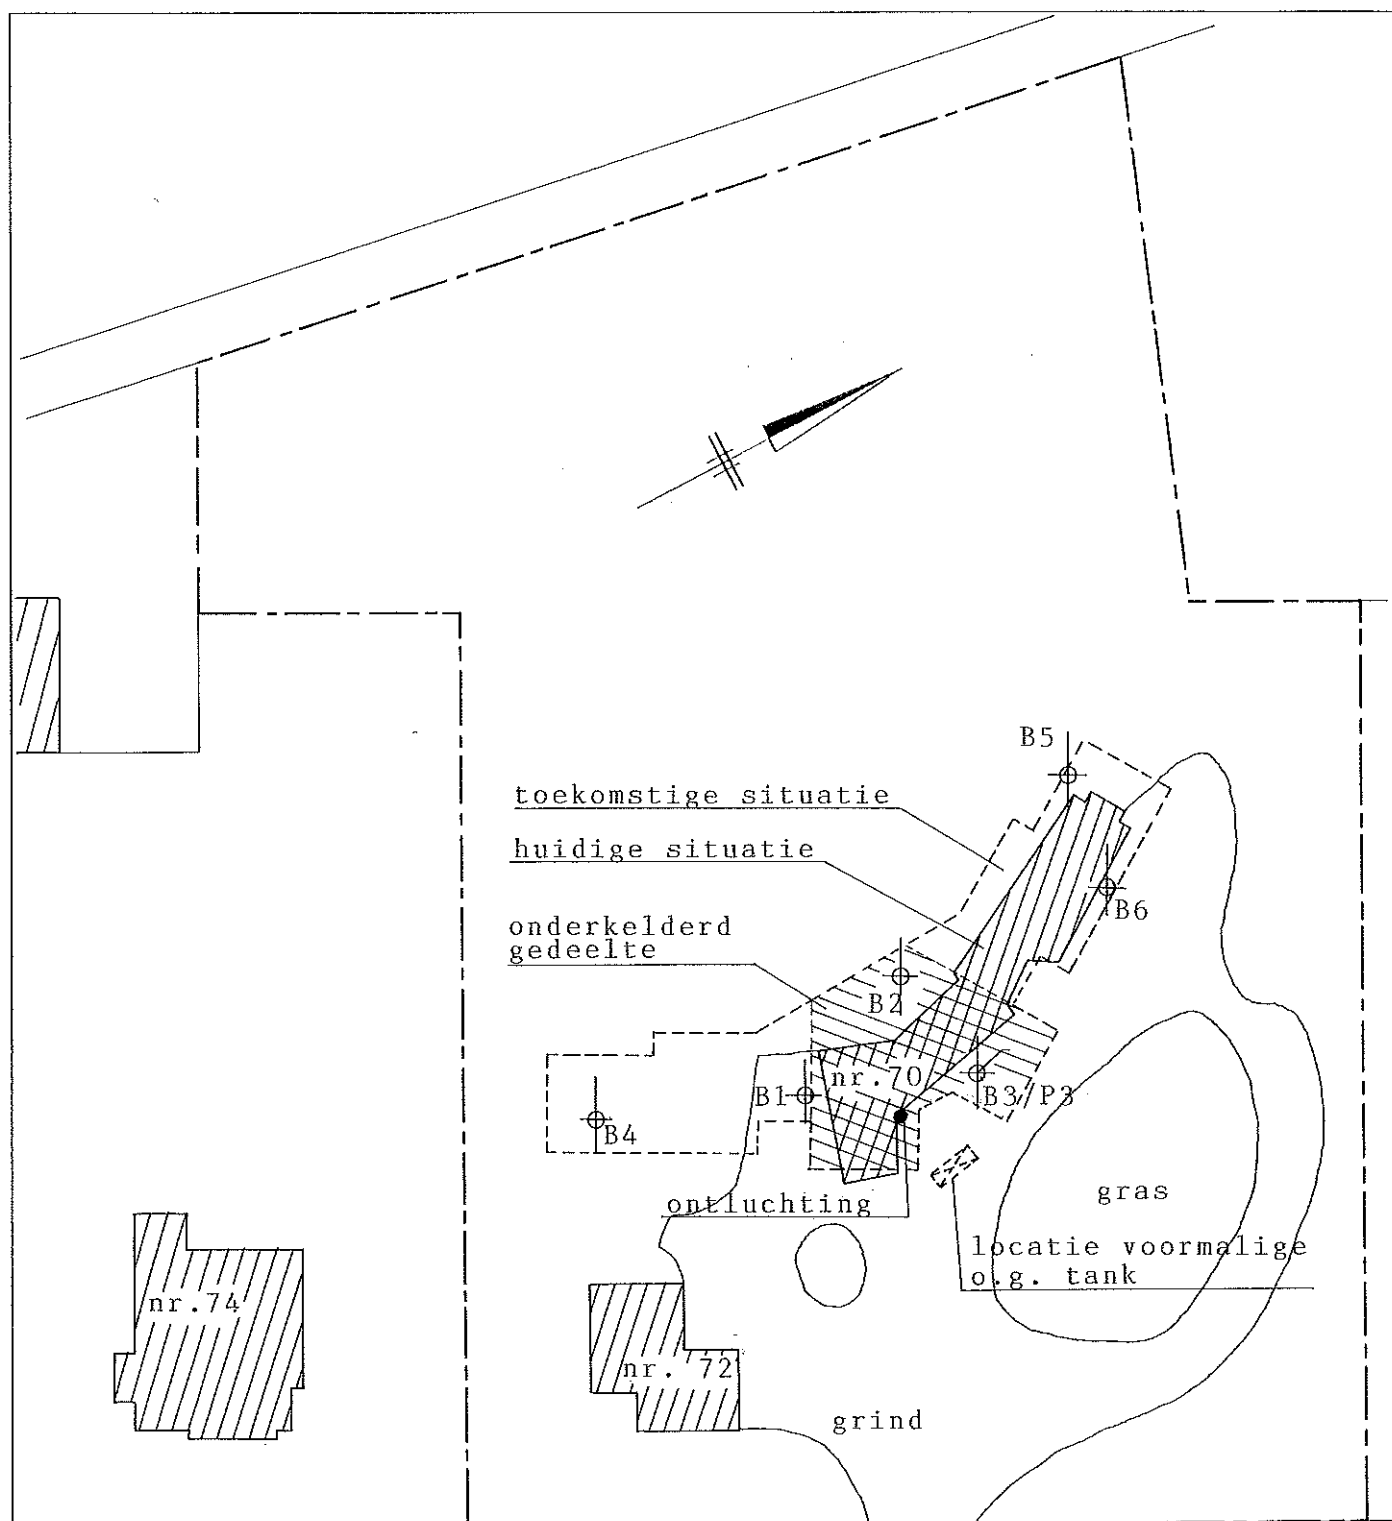 B5
toekomstige situatie
huidige situatie
B6
onderkelderd
gedeelte
B2
nr.70
B1
B3/P3
B4
gras
ontluchting
locatie voormalige
o.g. tank
nr.74
nr. 72
grind